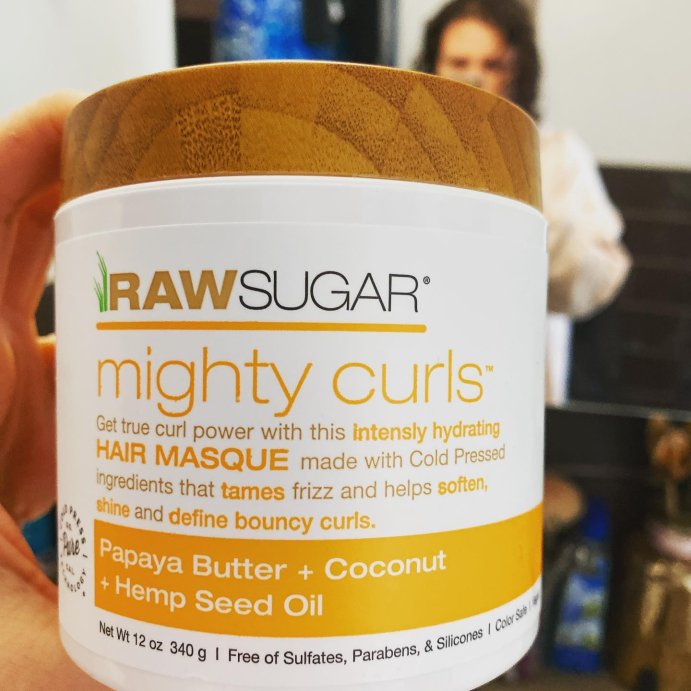 RAWSUGAR®
mighty curls™
Get true curl power with this intensly hydrating
HAIR MASQUE made with Cold Pressed
ingredients that tames frizz and helps soften,
shine and define bouncy curls.
Pure
Papaya Butter + Coconut
+ Hemp Seed Oil
Net Wt 12 oz 340 g | Free of Sulfates, Parabens, & Silicones | Color Safe |